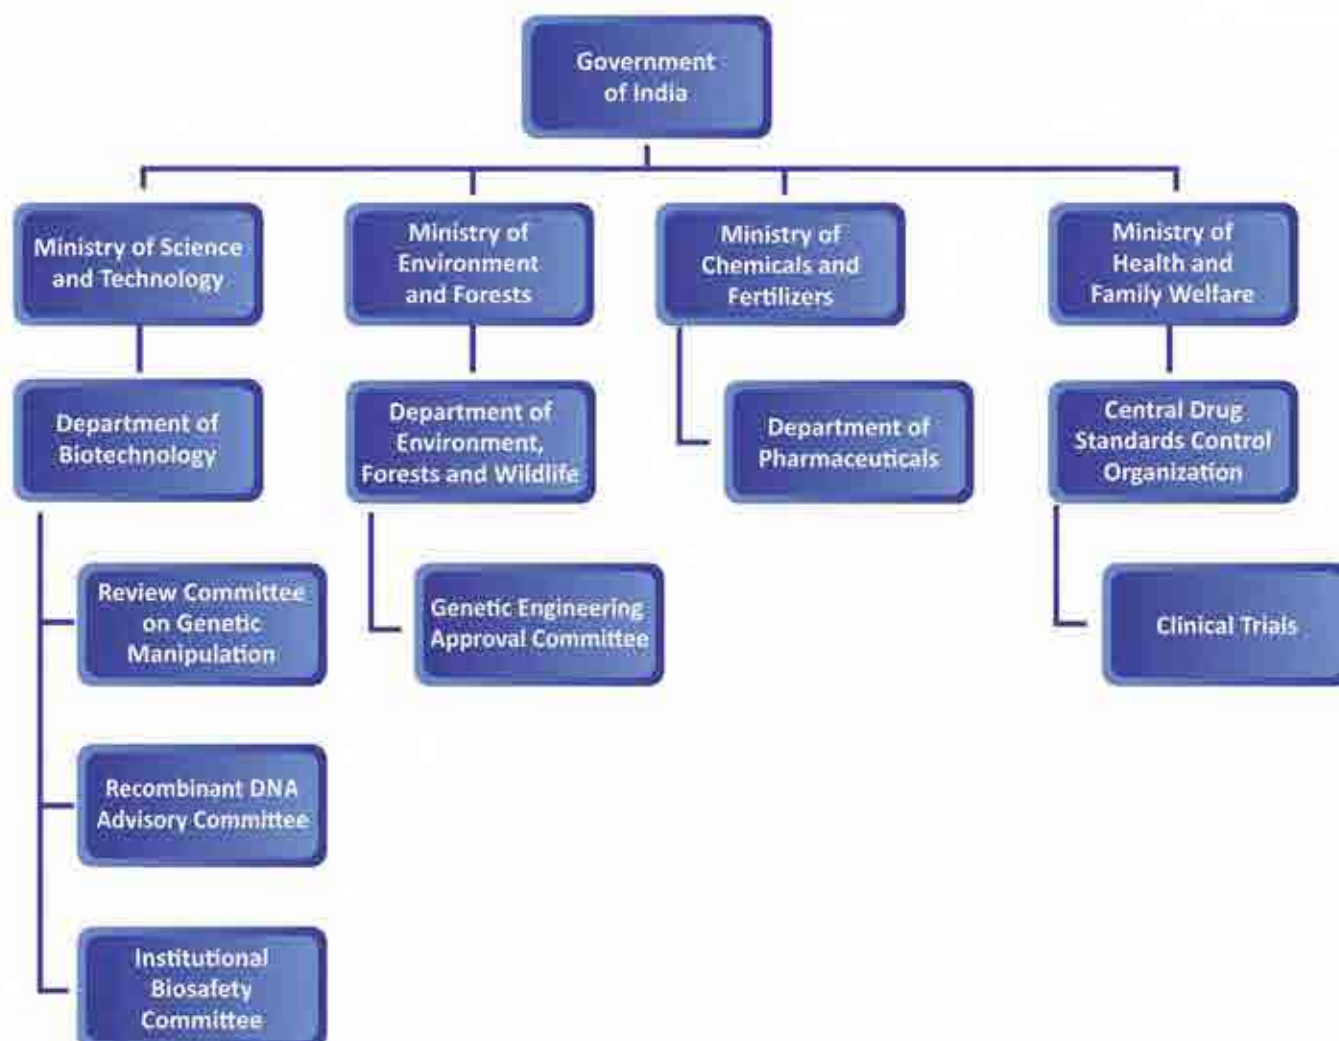 Government
of India
Ministry of Science
and Technology
Ministry of
Environment
and Forests
Ministry of
Chemicals and
Fertilizers
Ministry of
Health and
Family Welfare
Department of
Biotechnology
Department of
Environment,
Forests and Wildlife
Department of
Pharmaceuticals
Central Drug
Standards Control
Organization
Review Committee
on Genetic
Manipulation
Genetic Engineering
Approval Committee
Clinical Trials
Recombinant DNA
Advisory Committee
Institutional
Biosafety
Committee